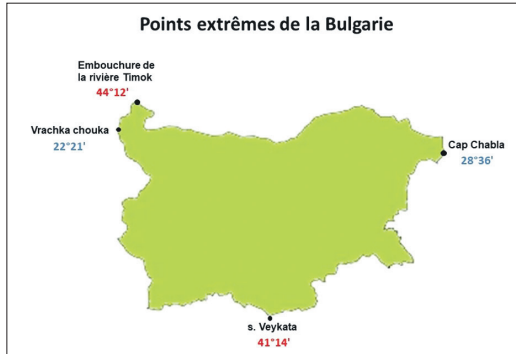 Points extrêmes de la Bulgarie
Embouchure de
la rivière Timok
44°12'
Vrachka chouka
22°21'
Cap Chabla
28°36'
s. Veykata
41°14'